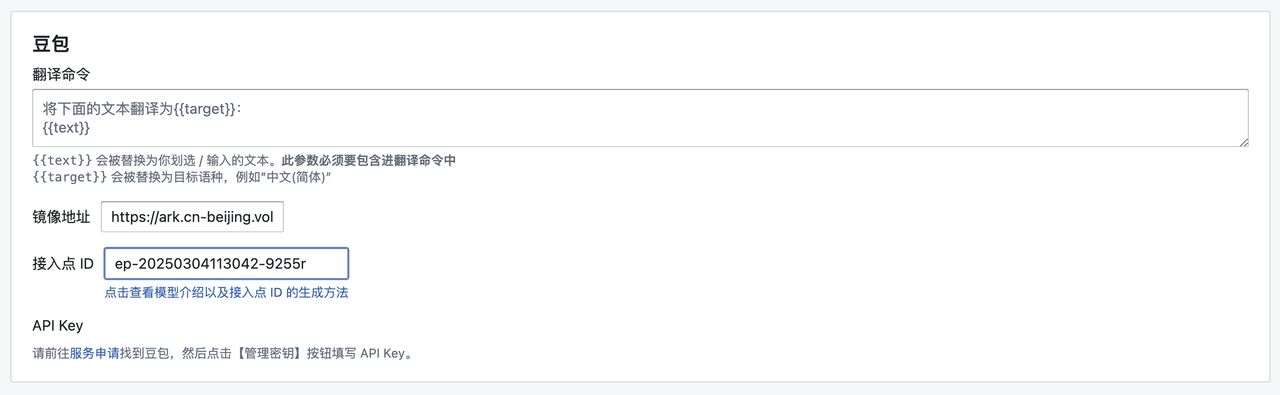 豆包
翻译命令
将下面的文本翻译为{{target}}：
{{text}}
{{text}} 会被替换为你划选 / 输入的文本。此参数必须要包含进翻译命令中
{{target}} 会被替换为目标语种，例如“中文(简体)”
镜像地址 https://ark.cn-beijing.vol
接入点 ID ep-20250304113042-9255r
点击查看模型介绍以及接入点 ID 的生成方法
API Key
请前往服务申请找到豆包，然后点击【管理密钥】按钮填写 API Key。